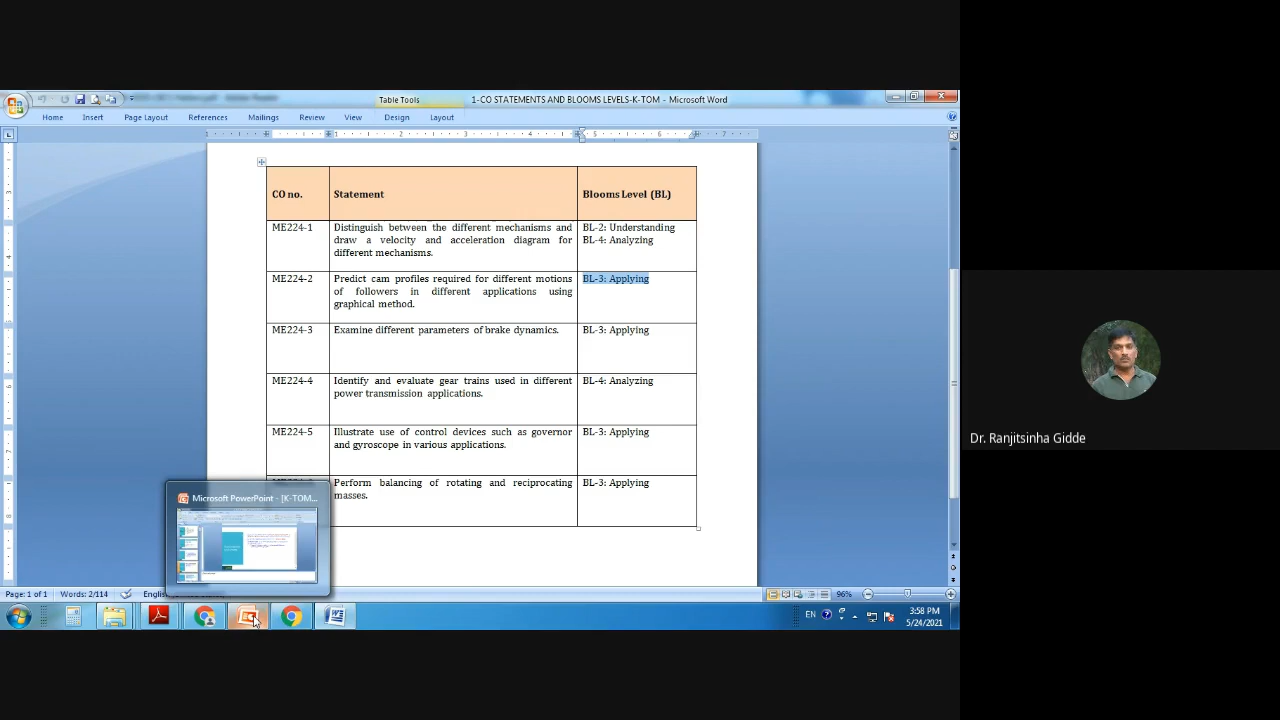 Table Tools
1-CO STATEMENTS AND BLOOMS LEVELS-K-TOM - Microsoft Word
Home Insert Page Layout References Mailings Review View Design Layout
CO no. Statement Blooms Level (BL)
ME224-1 Distinguish between the different mechanisms and BL-2: Understanding
draw a velocity and acceleration diagram for BL-4: Analyzing
different mechanisms.
ME224-2 Predict cam profiles required for different motions BL-3: Applying
of followers in different applications using
graphical method.
ME224-3 Examine different parameters of brake dynamics. BL-3: Applying
ME224-4 Identify and evaluate gear trains used in different BL-4: Analyzing
power transmission applications.
ME224-5 Illustrate use of control devices such as governor BL-3: Applying
and gyroscope in various applications.
Perform balancing of rotating and reciprocating BL-3: Applying
masses.
Dr. Ranjitsinha Gidde
Microsoft PowerPoint - [K-TOM...
Page: 1 of 1 Words: 2/114 96%
EN 3:58 PM
5/24/2021